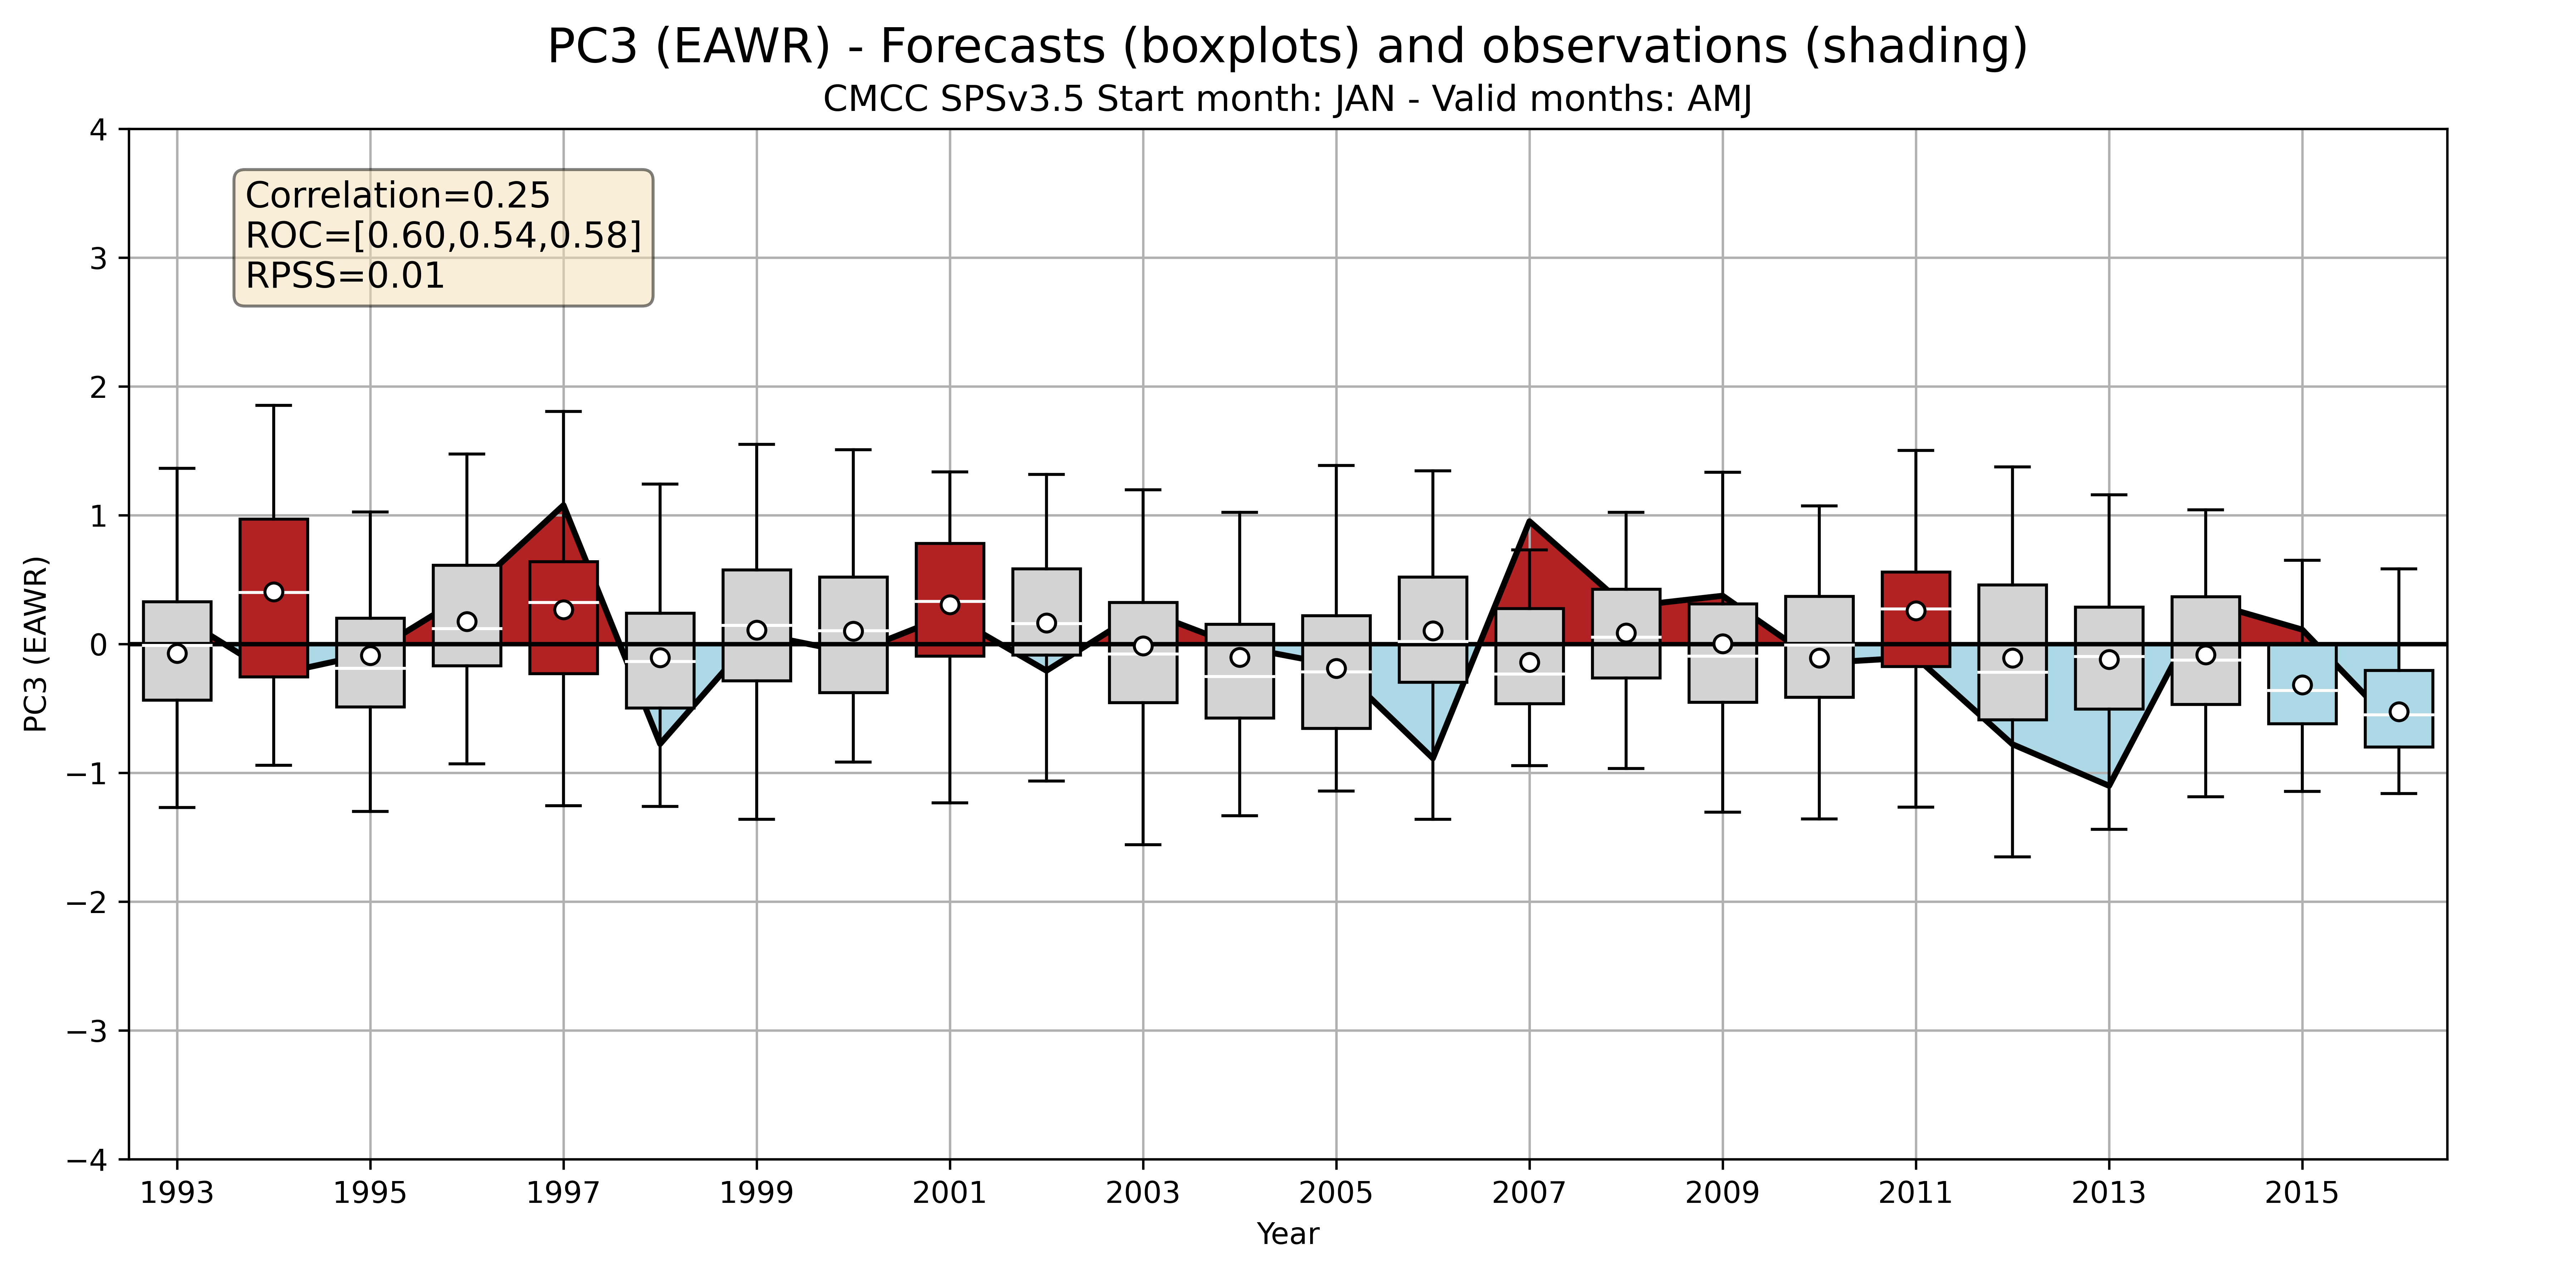 PC3 (EAWR) - Forecasts (boxplots) and observations (shading)
CMCC SPSv3.5 Start month: JAN - Valid months: AMJ
Correlation=0.25
ROC=[0.60,0.54,0.58]
RPSS=0.01
PC3 (EAWR)
4
3
2
1
0
−1
−2
−3
−4
1993 1995 1997 1999 2001 2003 2005 2007 2009 2011 2013 2015
Year